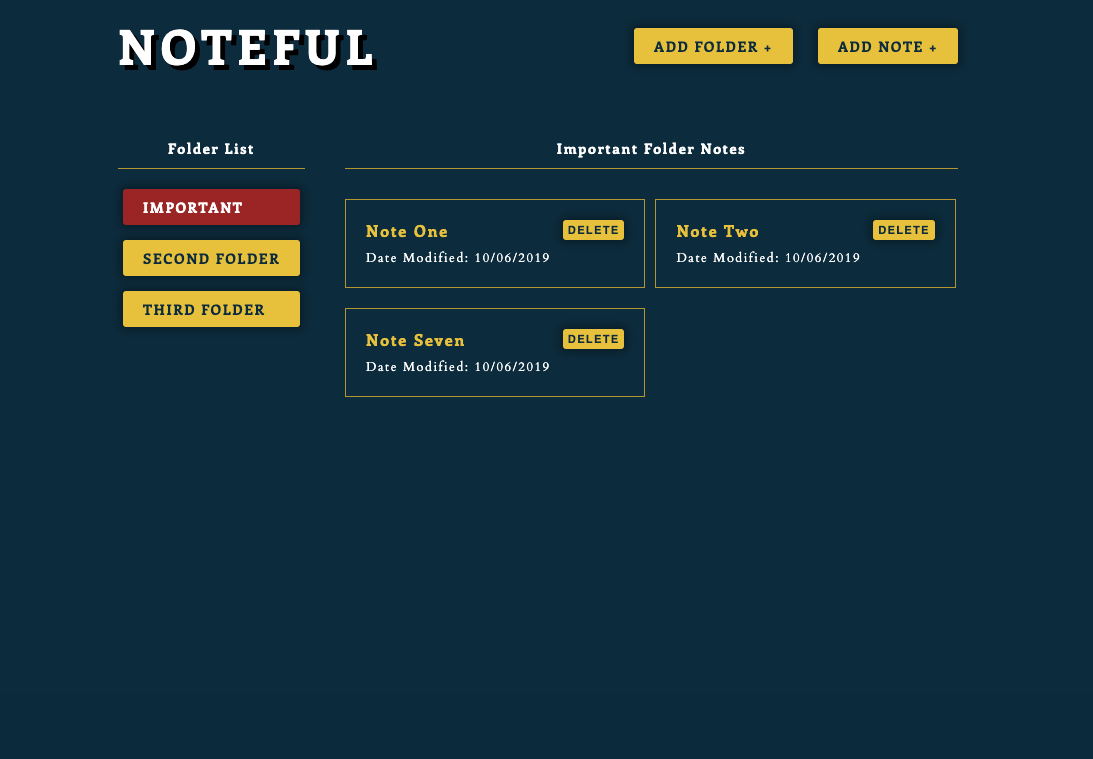 NOTEFUL
ADD FOLDER +
ADD NOTE +
Folder List
IMPORTANT
SECOND FOLDER
THIRD FOLDER
Important Folder Notes
Note One
DELETE
Date Modified: 10/06/2019
Note Two
DELETE
Date Modified: 10/06/2019
Note Seven
DELETE
Date Modified: 10/06/2019